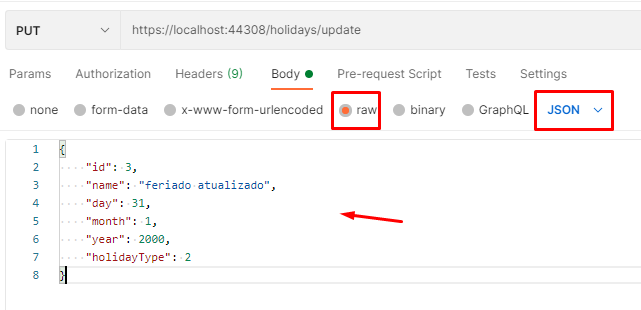 PUT https://localhost:44308/holidays/update
Params Authorization Headers (9) Body Pre-request Script Tests Settings
none form-data x-www-form-urlencoded raw binary GraphQL JSON
1 {
2 "id": 3,
3 "name": "feriado atualizado",
4 "day": 31,
5 "month": 1,
6 "year": 2000,
7 "holidayType": 2
8 }